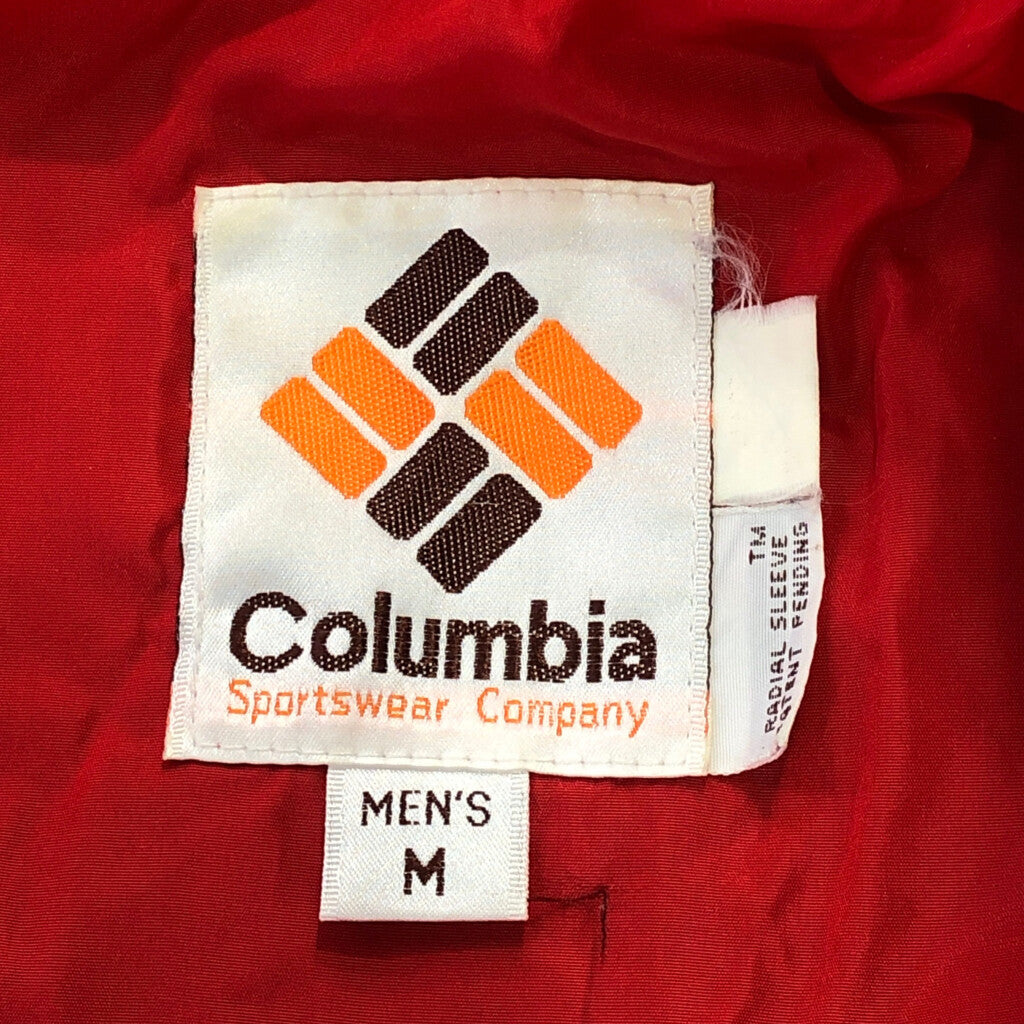 Columbia
Sportswear Company
MEN'S
M
TM
RADIAL SLEEVE
PATENT PENDING